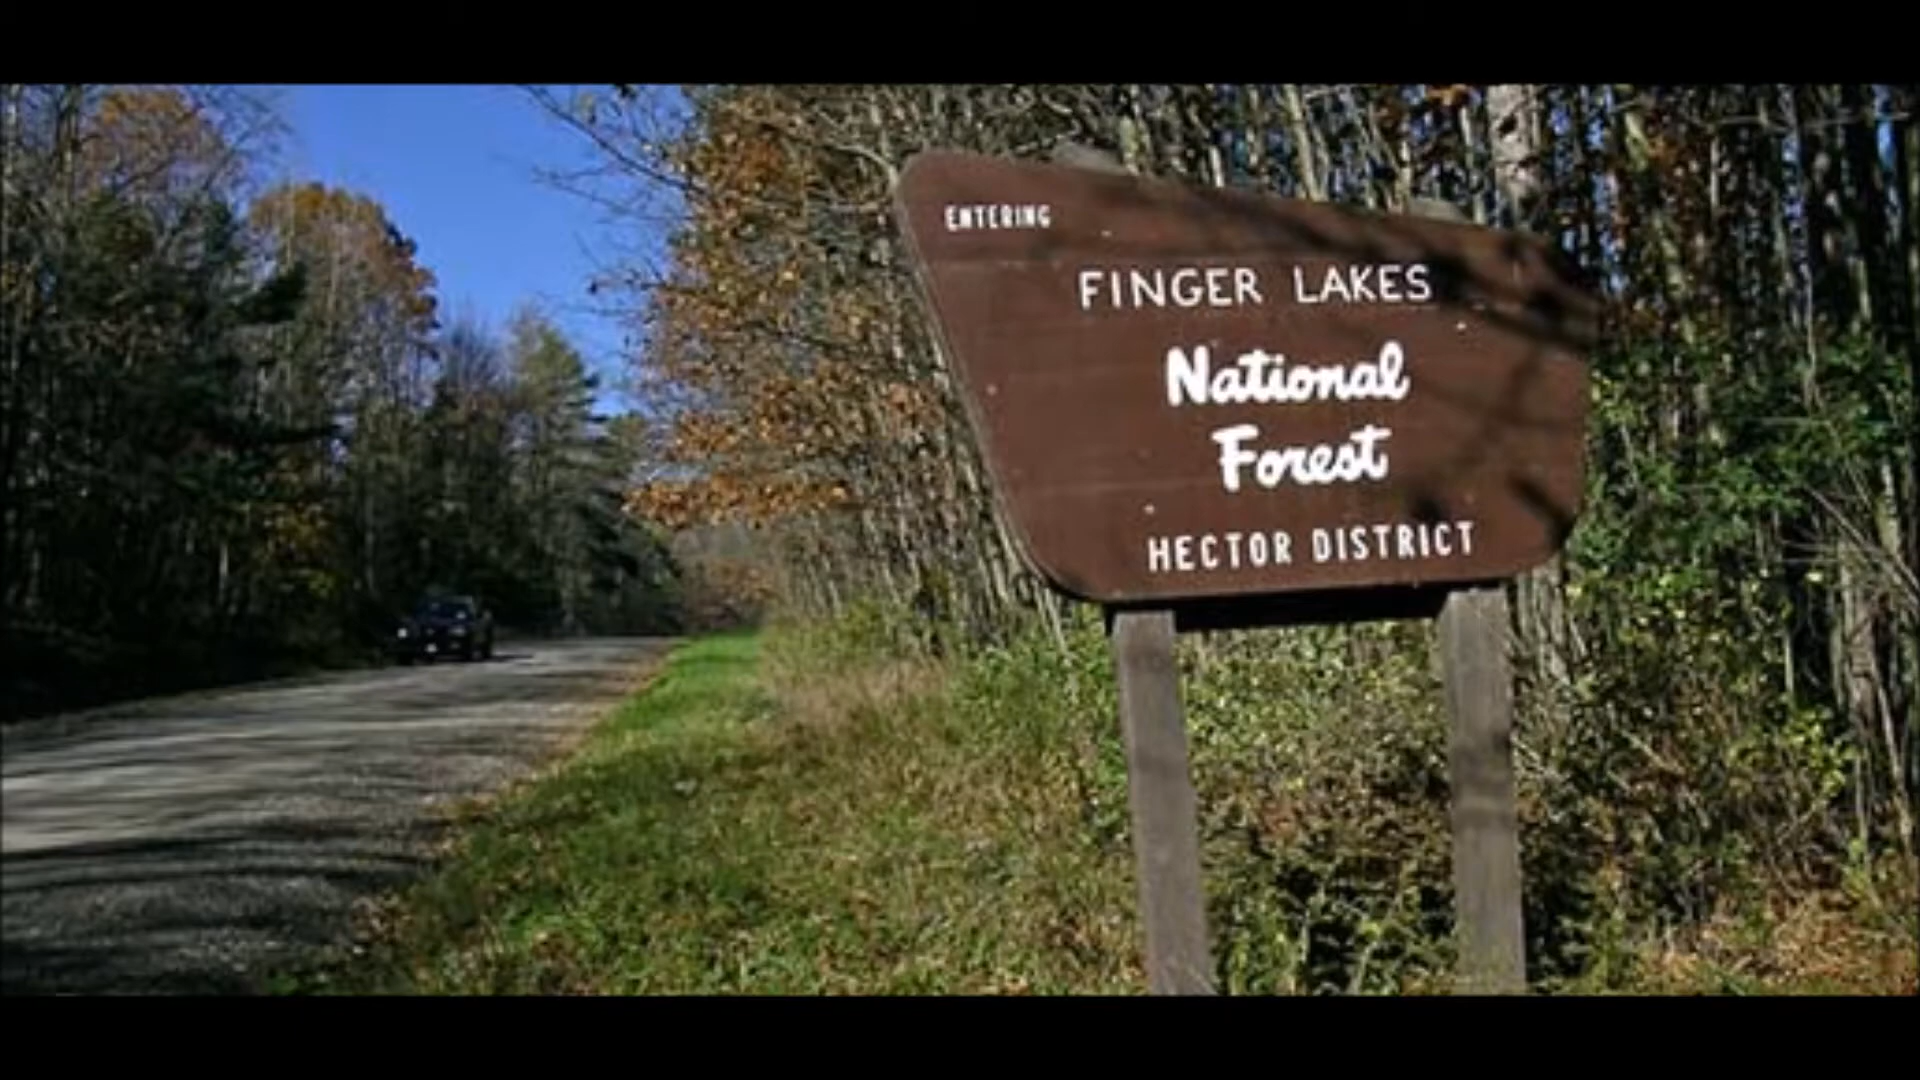 ENTERING
FINGER LAKES
National
Forest
HECTOR DISTRICT